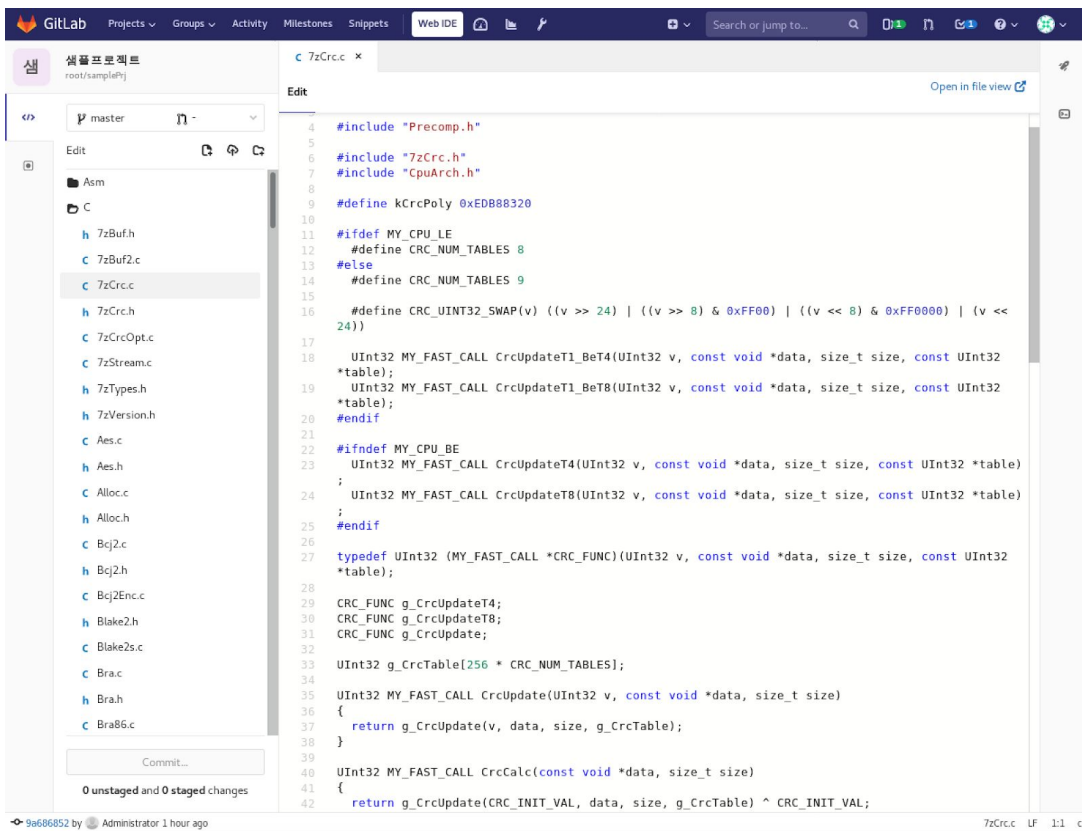 GitLab Projects Groups Activity Milestones Snippets Web IDE Search or jump to... 1 1
샘 샘플프로젝트
root/samplePrj
7zCrc.c ×
Edit Open in file view
master -
Edit
Asm
C
7zBuf.h
7zBuf2.c
7zCrc.c
7zCrc.h
7zCrcOpt.c
7zStream.c
7zTypes.h
7zVersion.h
Aes.c
Aes.h
Alloc.c
Alloc.h
Bcj2.c
Bcj2.h
Bcj2Enc.c
Blake2.h
Blake2s.c
Bra.c
Bra.h
Bra86.c
Commit...
0 unstaged and 0 staged changes
4 #include "Precomp.h"
5
6 #include "7zCrc.h"
7 #include "CpuArch.h"
8
9 #define kCrcPoly 0xEDB88320
10
11 #ifdef MY_CPU_LE
12 #define CRC_NUM_TABLES 8
13 #else
14 #define CRC_NUM_TABLES 9
15
16 #define CRC_UINT32_SWAP(v) ((v >> 24) | ((v >> 8) & 0xFF00) | ((v << 8) & 0xFF0000) | (v <<
24))
17
18 UInt32 MY_FAST_CALL CrcUpdateT1_BeT4(UInt32 v, const void *data, size_t size, const UInt32
*table);
19 UInt32 MY_FAST_CALL CrcUpdateT1_BeT8(UInt32 v, const void *data, size_t size, const UInt32
*table);
20 #endif
21
22 #ifndef MY_CPU_BE
23 UInt32 MY_FAST_CALL CrcUpdateT4(UInt32 v, const void *data, size_t size, const UInt32 *table)
;
24 UInt32 MY_FAST_CALL CrcUpdateT8(UInt32 v, const void *data, size_t size, const UInt32 *table)
;
25 #endif
26
27 typedef UInt32 (MY_FAST_CALL *CRC_FUNC)(UInt32 v, const void *data, size_t size, const UInt32
*table);
28
29 CRC_FUNC g_CrcUpdateT4;
30 CRC_FUNC g_CrcUpdateT8;
31 CRC_FUNC g_CrcUpdate;
32
33 UInt32 g_CrcTable[256 * CRC_NUM_TABLES];
34
35 UInt32 MY_FAST_CALL CrcUpdate(UInt32 v, const void *data, size_t size)
36 {
37 return g_CrcUpdate(v, data, size, g_CrcTable);
38 }
39
40 UInt32 MY_FAST_CALL CrcCalc(const void *data, size_t size)
41 {
42 return g_CrcUpdate(CRC_INIT_VAL, data, size, g_CrcTable) ^ CRC_INIT_VAL;
9a686852 by Administrator 1 hour ago 7zCrc.c LF 1:1 c